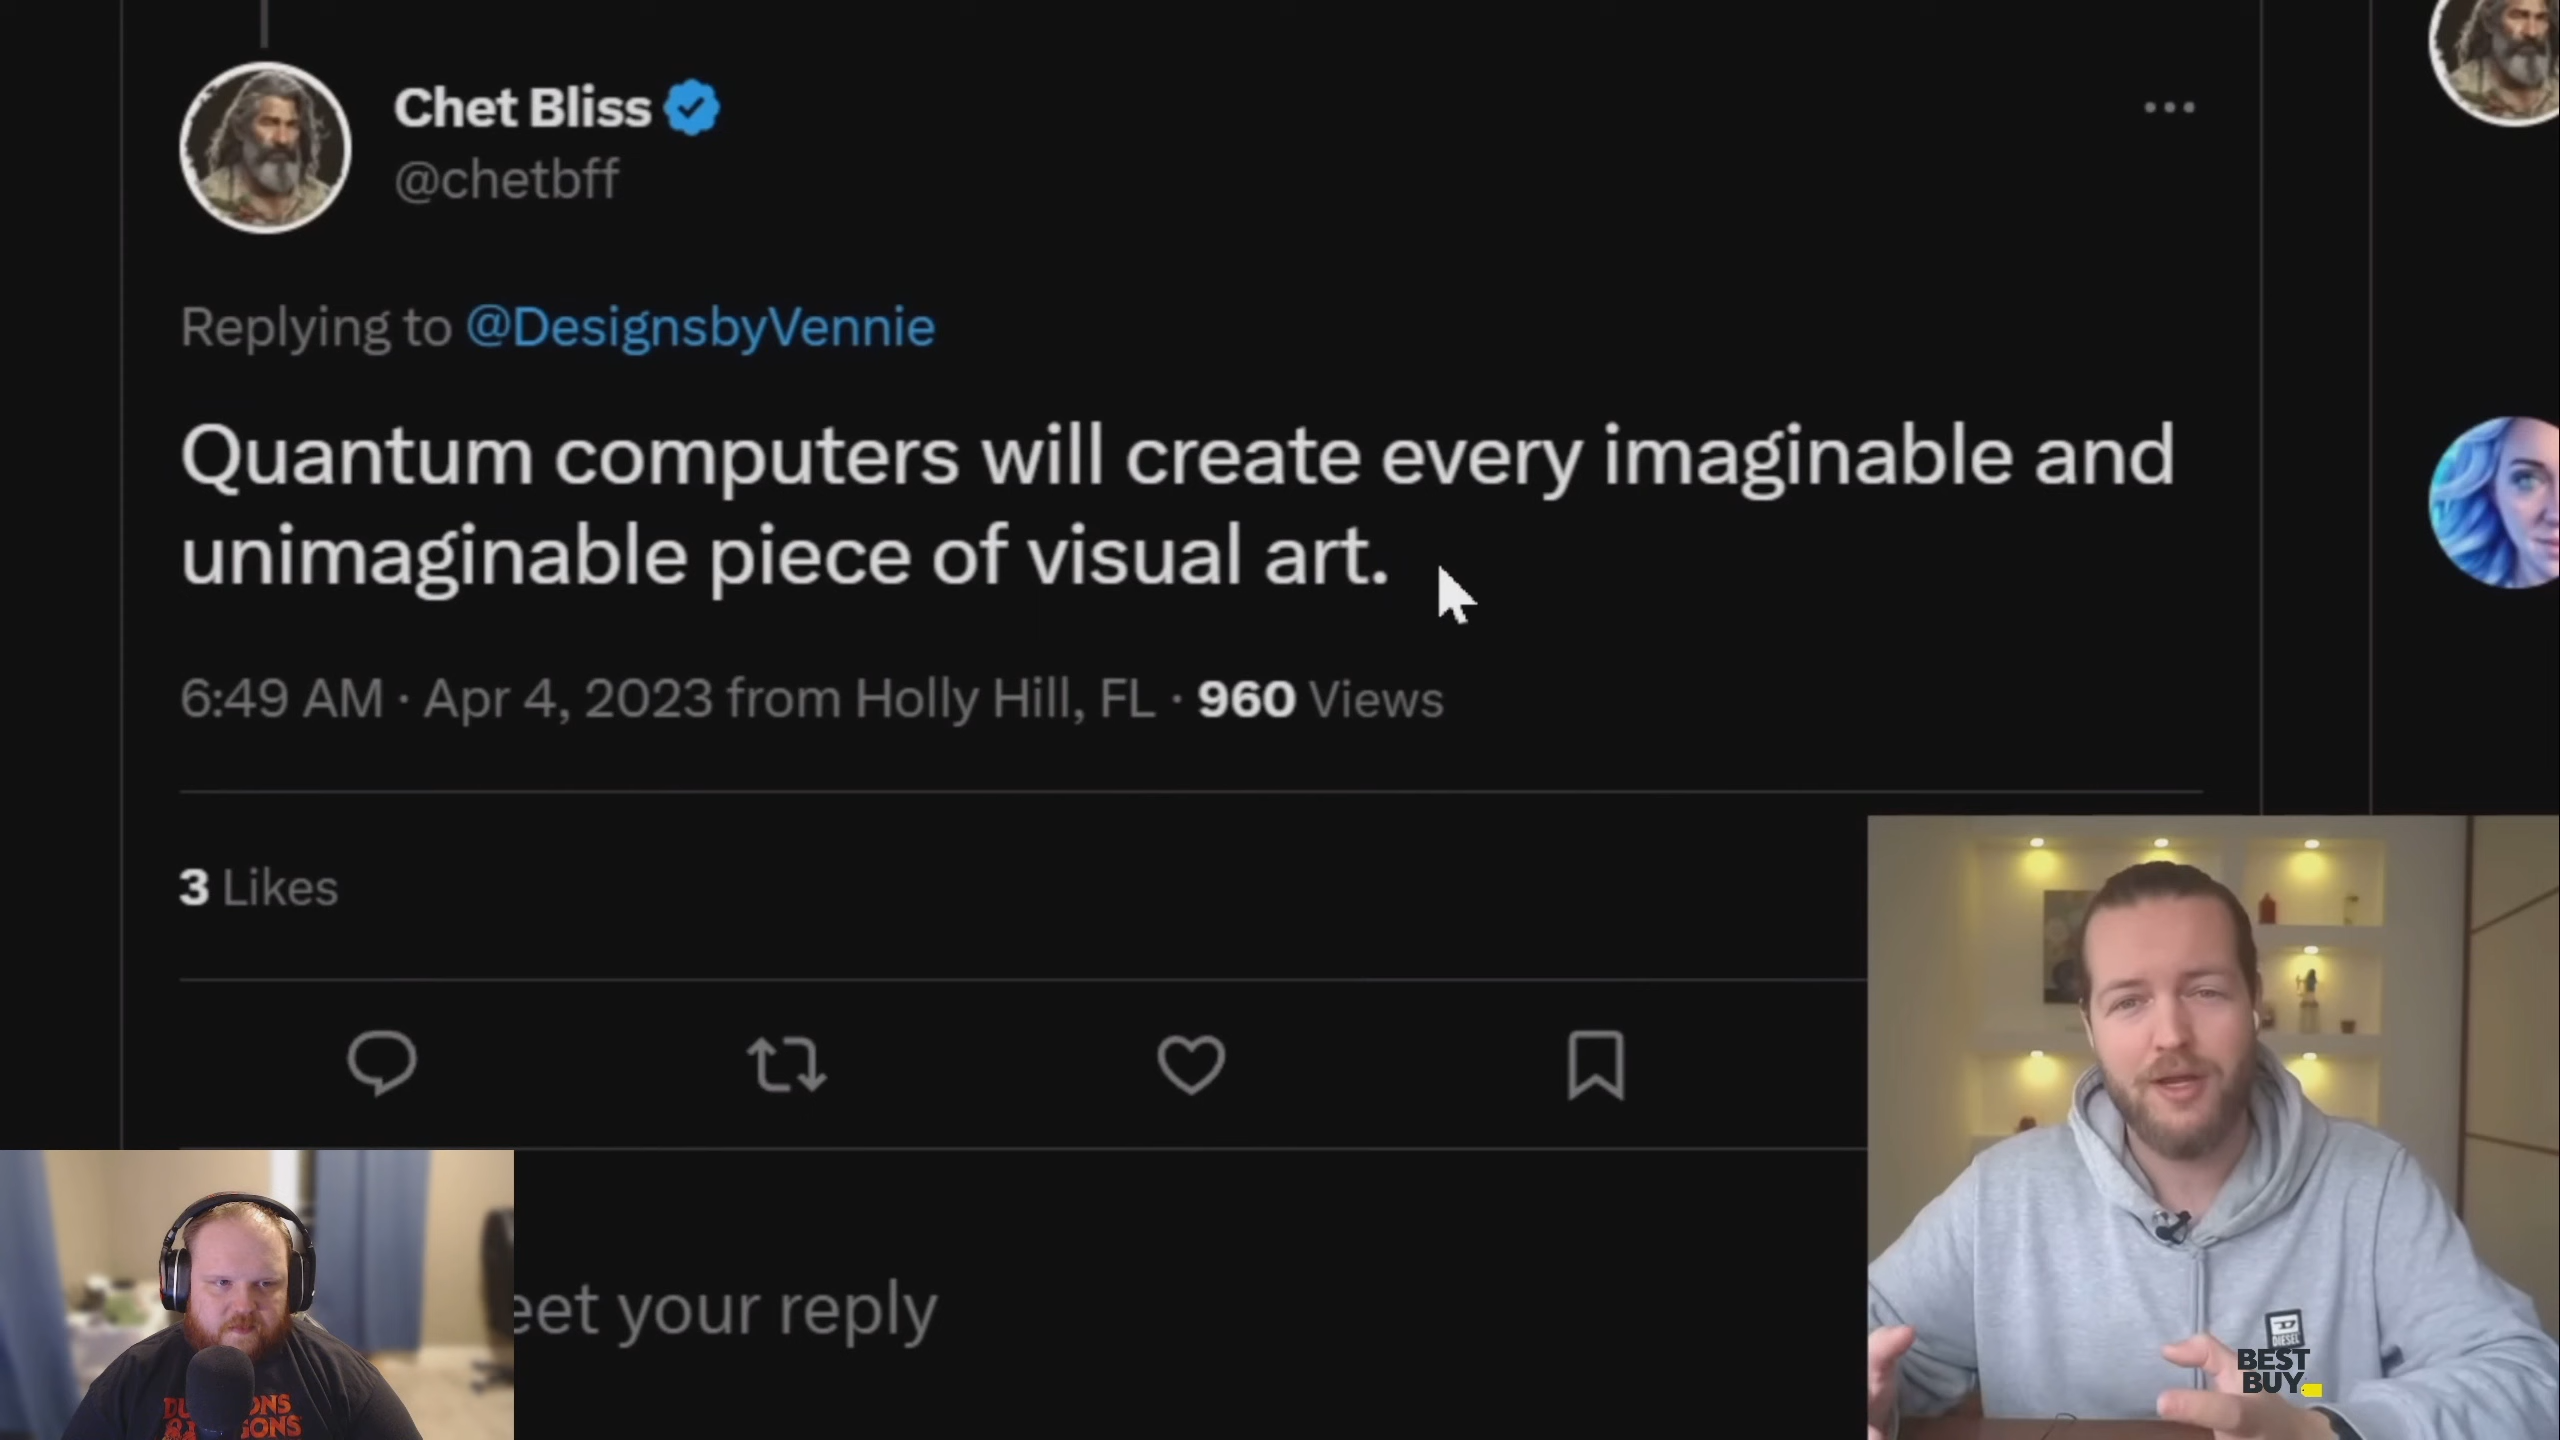 Chet Bliss
@chetbff
Replying to @DesignsbyVennie
Quantum computers will create every imaginable and
unimaginable piece of visual art.
6:49 AM · Apr 4, 2023 from Holly Hill, FL · 960 Views
3 Likes
eet your reply
DIESEL
BEST
BUY